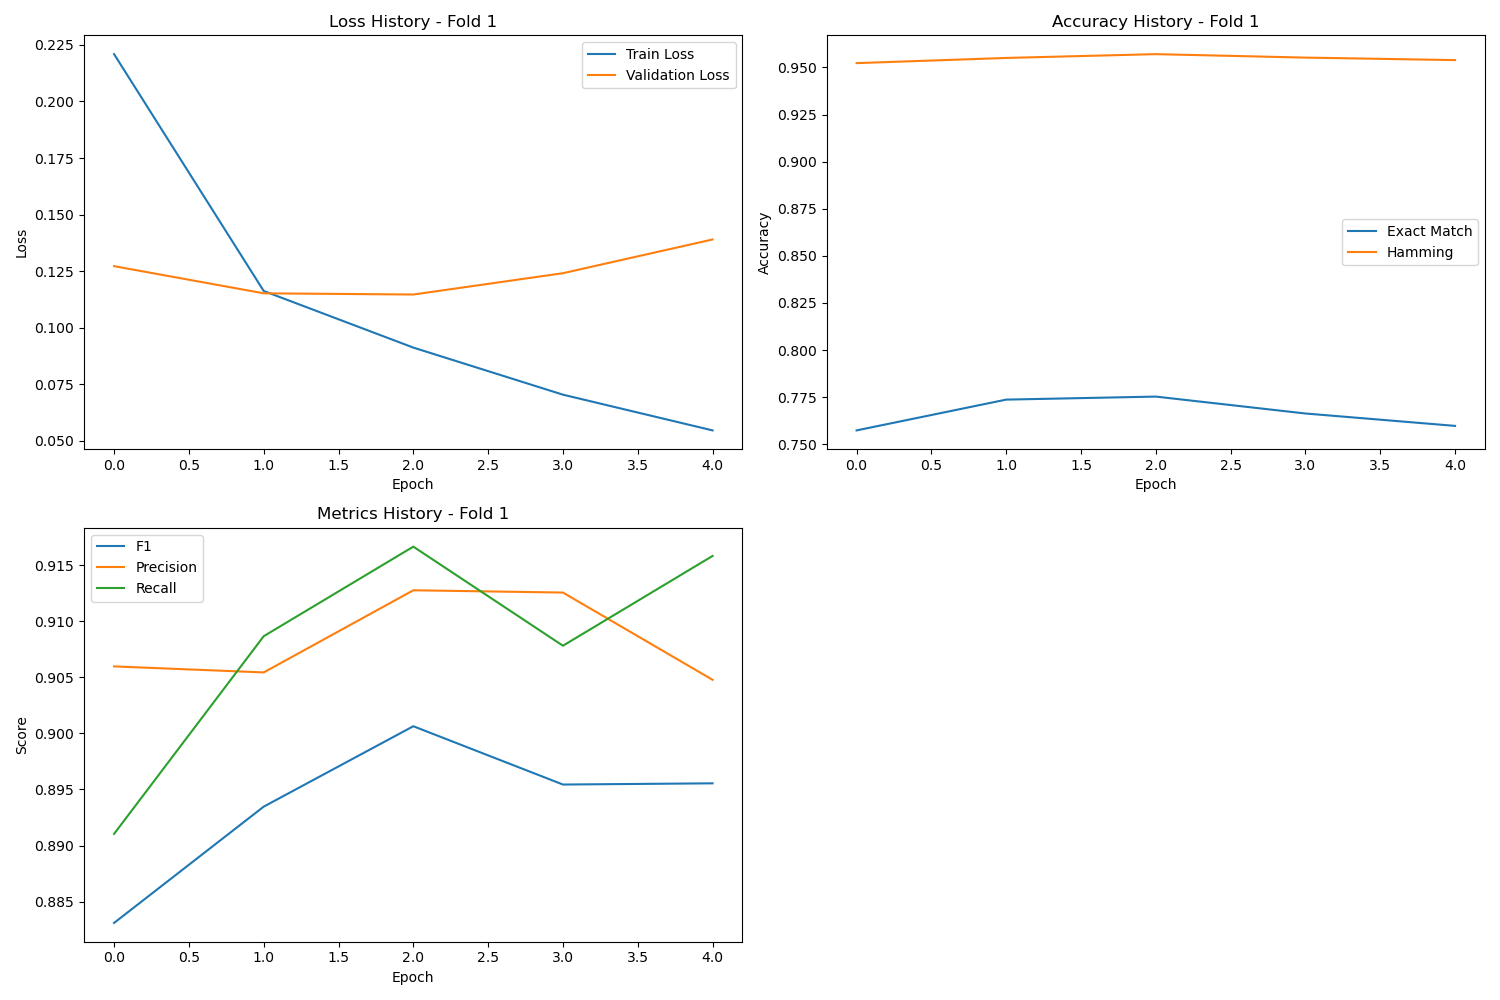 Loss History - Fold 1
0.225
0.200
0.175
0.150
0.125
0.100
0.075
0.050
Loss
Train Loss
Validation Loss
0.0 0.5 1.0 1.5 2.0 2.5 3.0 3.5 4.0
Epoch
Accuracy History - Fold 1
0.950
0.925
0.900
0.875
0.850
0.825
0.800
0.775
0.750
Accuracy
Exact Match
Hamming
0.0 0.5 1.0 1.5 2.0 2.5 3.0 3.5 4.0
Epoch
Metrics History - Fold 1
F1
Precision
Recall
0.915
0.910
0.905
0.900
0.895
0.890
0.885
Score
0.0 0.5 1.0 1.5 2.0 2.5 3.0 3.5 4.0
Epoch